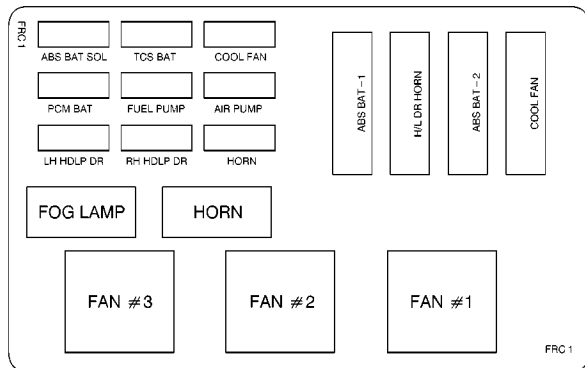 FRC 1
ABS BAT SOL TCS BAT COOL FAN
PCM BAT FUEL PUMP AIR PUMP
LH HDLP DR RH HDLP DR HORN
ABS BAT – 1
H/L DR HORN
ABS BAT – 2
COOL FAN
FOG LAMP HORN
FAN #3 FAN #2 FAN #1
FRC 1